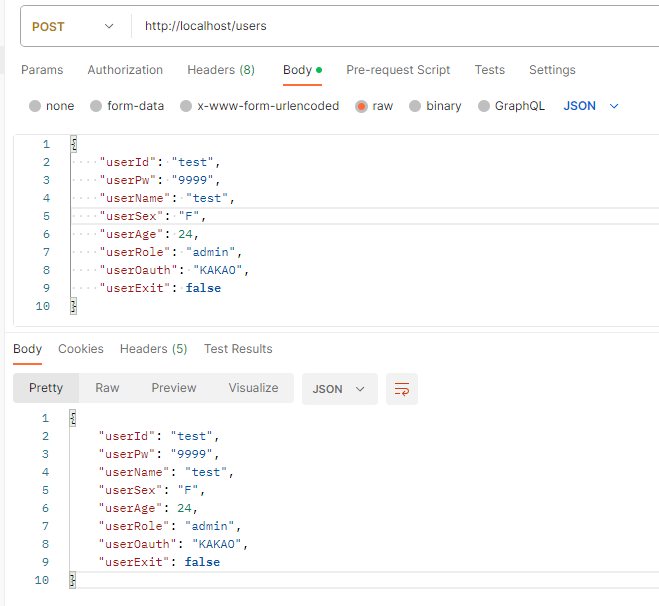 POST http://localhost/users
Params Authorization Headers (8) Body Pre-request Script Tests Settings
none form-data x-www-form-urlencoded raw binary GraphQL JSON
1 {
2 "userId": "test",
3 "userPw": "9999",
4 "userName": "test",
5 "userSex": "F",
6 "userAge": 24,
7 "userRole": "admin",
8 "userOauth": "KAKAO",
9 "userExit": false
10 }
Body Cookies Headers (5) Test Results
Pretty Raw Preview Visualize JSON
1 {
2 "userId": "test",
3 "userPw": "9999",
4 "userName": "test",
5 "userSex": "F",
6 "userAge": 24,
7 "userRole": "admin",
8 "userOauth": "KAKAO",
9 "userExit": false
10 }